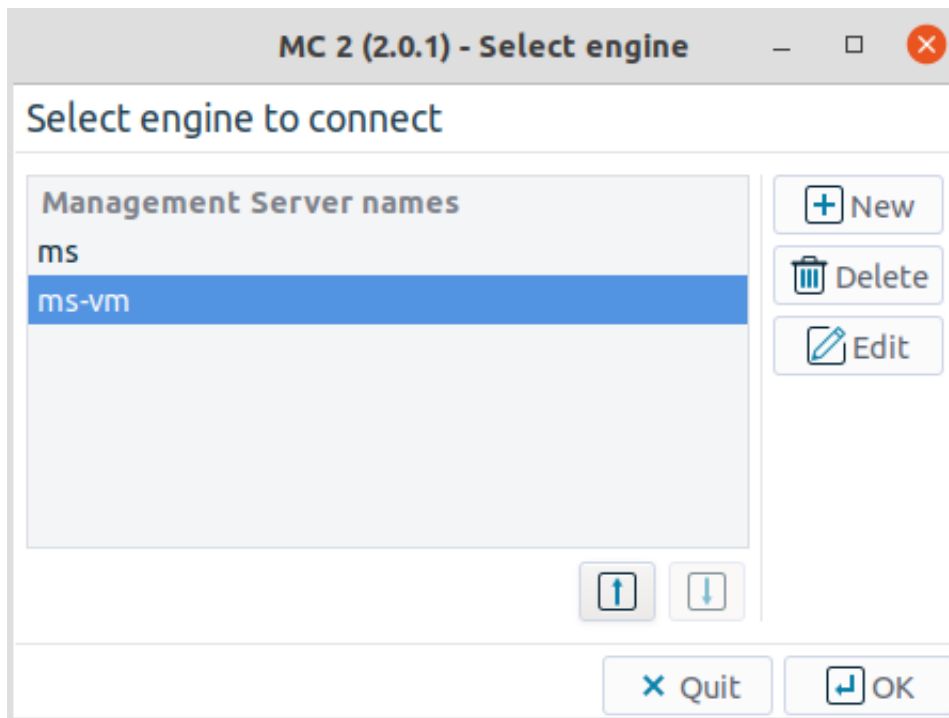 MC 2 (2.0.1) - Select engine
Select engine to connect
Management Server names
ms
ms-vm
New
Delete
Edit
Quit
OK